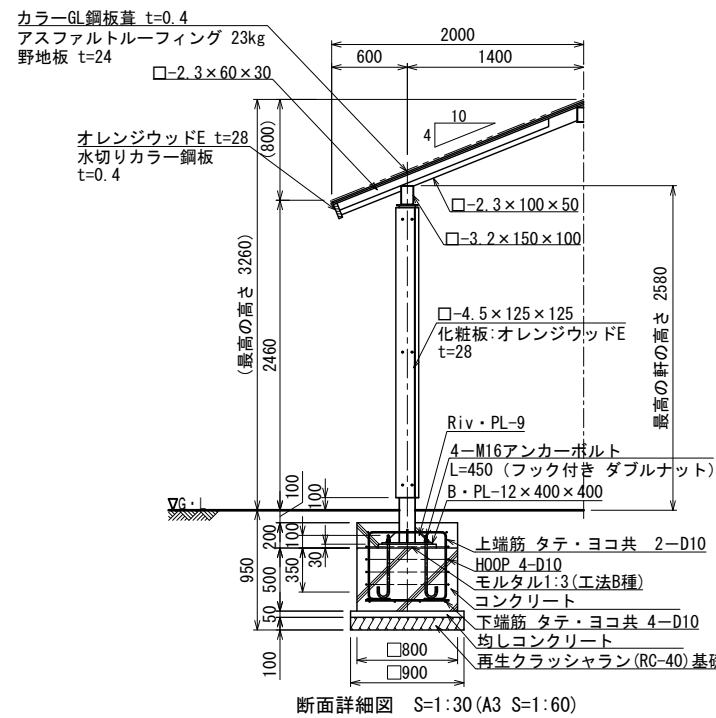 カラーGL鋼板葺 t=0.4
アスファルトルーフィング 23kg
野地板 t=24
□-2.3×60×30
2000
600
1400
10
4
オレンジウッドE t=28
水切りカラー鋼板
t=0.4
(800)
□-2.3×100×50
□-3.2×150×100
(最高の高さ 3260)
2460
最高の軒の高さ 2580
□-4.5×125×125
化粧板:オレンジウッドE
t=28
Riv・PL-9
4－M16アンカーボルト
L=450 (フック付き ダブルナット)
B・PL-12×400×400
100
100
▽G・L
950
200
100
30
350
500
50
100
上端筋 タテ・ヨコ共 2－D10
HOOP 4-D10
モルタル1:3(工法B種)
コンクリート
下端筋 タテ・ヨコ共 4－D10
均しコンクリート
再生クラッシャラン(RC-40)基礎
□800
□900
断面詳細図 S=1:30(A3 S=1:60)